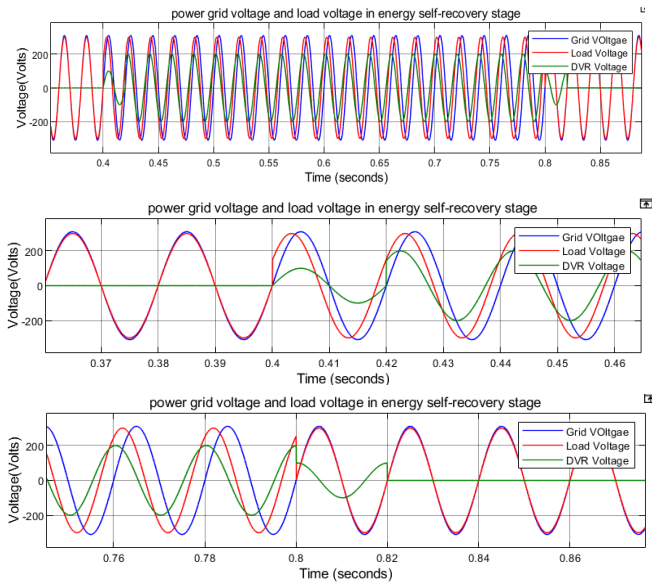 power grid voltage and load voltage in energy self-recovery stage
Grid VOltgae
Load Voltage
DVR Voltage
Voltage(Volts)
200
0
-200
0.4 0.45 0.5 0.55 0.6 0.65 0.7 0.75 0.8 0.85
Time (seconds)
power grid voltage and load voltage in energy self-recovery stage
Grid VOltgae
Load Voltage
DVR Voltage
Voltage(Volts)
200
0
-200
0.37 0.38 0.39 0.4 0.41 0.42 0.43 0.44 0.45 0.46
Time (seconds)
power grid voltage and load voltage in energy self-recovery stage
Grid VOltgae
Load Voltage
DVR Voltage
Voltage(Volts)
200
0
-200
0.76 0.78 0.8 0.82 0.84 0.86
Time (seconds)